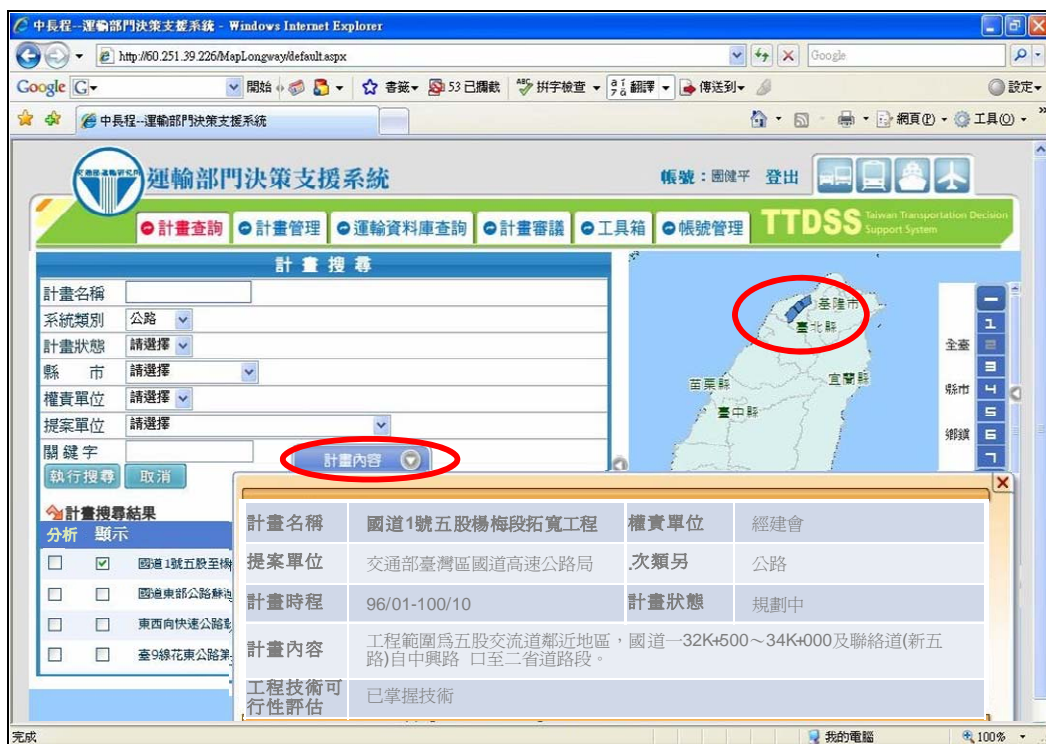 中長程--運輸部門決策支援系統 - Windows Internet Explorer
http://60.251.39.226/MapLongway/default.aspx
Google
Google G 開始 書籤 53 已攔截 拼字檢查 翻譯 傳送到 設定
中長程--運輸部門決策支援系統
網頁(P) 工具(O)
運輸部門決策支援系統
帳號：團健平 登出
計畫查詢 計畫管理 運輸資料庫查詢 計畫審議 工具箱 帳號管理
TTDSS Taiwan Transportation Decision
Support System
計畫搜尋
計畫名稱
系統類別 公路
計畫狀態 請選擇
縣 市 請選擇
權責單位 請選擇
提案單位 請選擇
關鍵字
計畫內容
執行搜尋 取消
計畫搜尋結果
分析 顯示
國道1號五股至楊
國道東部公路蘇
東西向快速公路
臺9線花東公路第
基隆市
臺北縣
苗栗縣
宜蘭縣
臺中縣
全臺
縣市
鄉鎮
1
2
3
4
5
6
7
計畫名稱 國道1號五股楊梅段拓寬工程 權責單位 經建會
提案單位 交通部臺灣區國道高速公路局 .次類另 公路
計畫時程 96/01-100/10 計畫狀態 規劃中
計畫內容 工程範圍為五股交流道鄰近地區，國道一32K+500～34K+000及聯絡道(新五
路)自中興路 口至二省道路段。
工程技術可
行性評估 已掌握技術
完成 我的電腦 100%